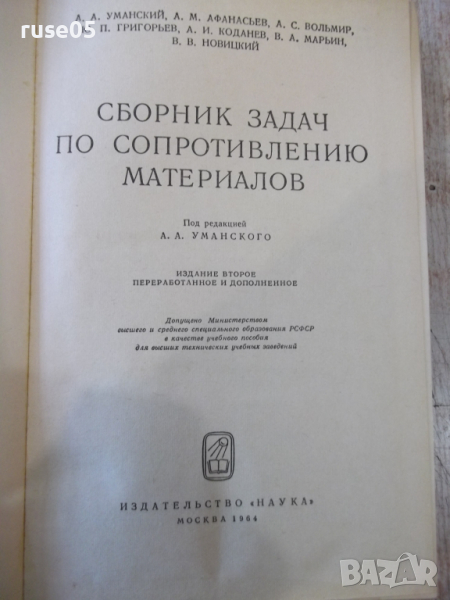 ruse05
А. А. УМАНСКИЙ, А. М. АФАНАСЬЕВ, А. С. ВОЛЬМИР,
П. ГРИГОРЬЕВ, А. И. КОДАНЕВ, В. А. МАРЬИН,
В. В. НОВИЦКИЙ
СБОРНИК ЗАДАЧ
ПО СОПРОТИВЛЕНИЮ
МАТЕРИАЛОВ
Под редакцией
А. А. УМАНСКОГО
ИЗДАНИЕ ВТОРОЕ
ПЕРЕРАБОТАННОЕ И ДОПОЛНЕННОЕ
Допущено Министерством
высшего и среднего специального образования РСФСР
в качестве учебного пособия
для высших технических учебных заведений
ИЗДАТЕЛЬСТВО «НАУКА»
МОСКВА 1964
BAZAR.bg